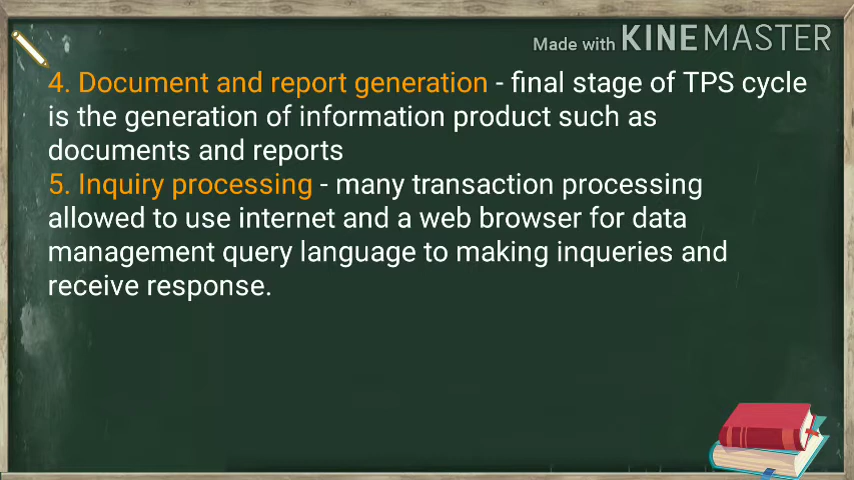 Made with KINEMASTER
4. Document and report generation - final stage of TPS cycle
is the generation of information product such as
documents and reports
5. Inquiry processing - many transaction processing
allowed to use internet and a web browser for data
management query language to making inqueries and
receive response.